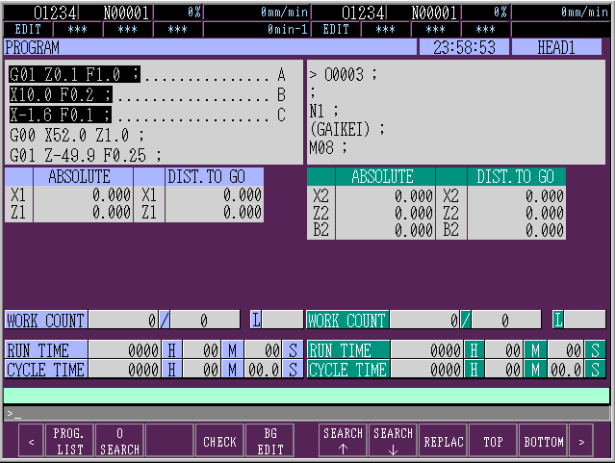 01234 N00001 0% 0mm/min 01234 N00001 0% 0mm/min
EDIT *** *** *** 0min-1 EDIT *** *** *** 0min-1
PROGRAM 23:58:53 HEAD1
G01 Z0.1 F1.0 ; .................. A
X10.0 F0.2 ; ..................... B
X-1.6 F0.1 ; ..................... C
G00 X52.0 Z1.0 ;
G01 Z-49.9 F0.25 ;
> O0003 ;
;
N1 ;
(GAIKEI) ;
M08 ;
ABSOLUTE DIST.TO GO
X1 0.000 X1 0.000
Z1 0.000 Z1 0.000
ABSOLUTE DIST.TO GO
X2 0.000 X2 0.000
Z2 0.000 Z2 0.000
B2 0.000 B2 0.000
WORK COUNT 0 / 0 L WORK COUNT 0 / 0 L
RUN TIME 0000 H 00 M 00 S RUN TIME 0000 H 00 M 00 S
CYCLE TIME 0000 H 00 M 00.0 S CYCLE TIME 0000 H 00 M 00.0 S
>_
< PROG. LIST O SEARCH CHECK BG EDIT SEARCH ↑ SEARCH ↓ REPLAC TOP BOTTOM >